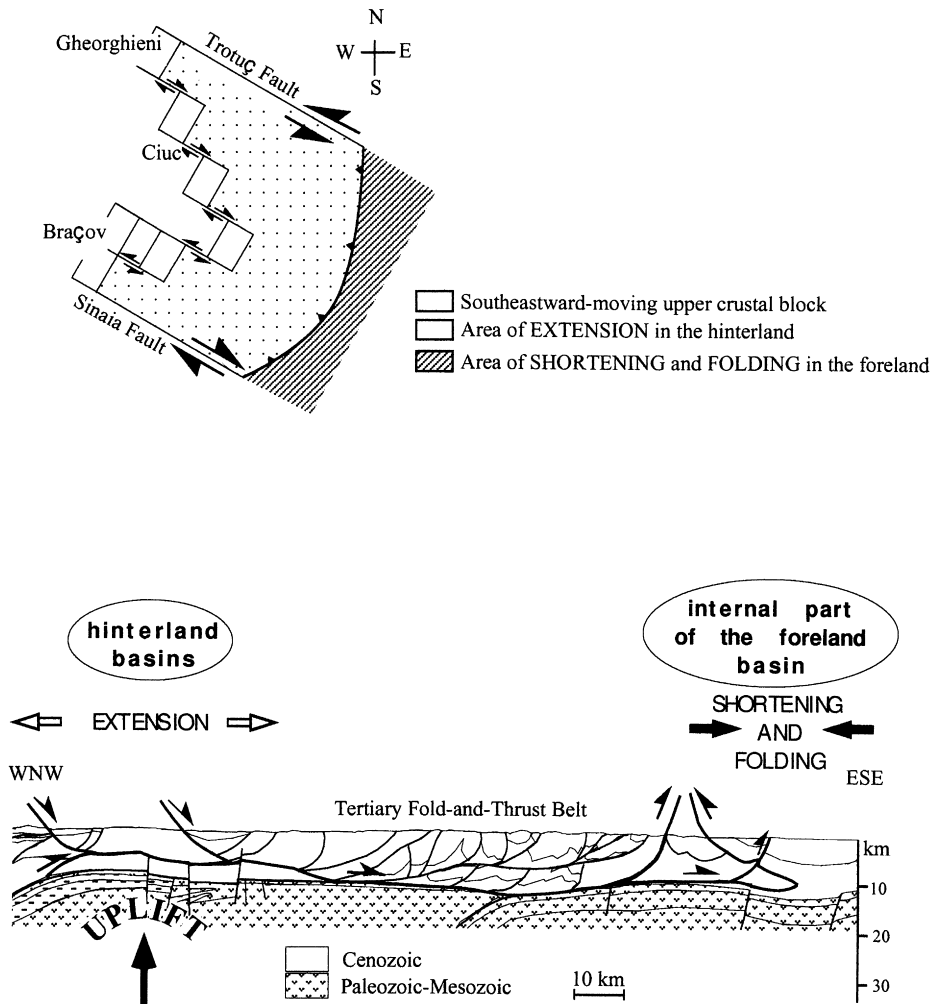 N
W E
S
Gheorghieni
Trotuç Fault
Ciuc
Braçov
Sinaia Fault
Southeastward-moving upper crustal block
Area of EXTENSION in the hinterland
Area of SHORTENING and FOLDING in the foreland
hinterland
basins
internal part
of the foreland
basin
EXTENSION
SHORTENING
AND
FOLDING
WNW
ESE
Tertiary Fold-and-Thrust Belt
km
10
20
30
UPLIFT
Cenozoic
Paleozoic-Mesozoic
10 km